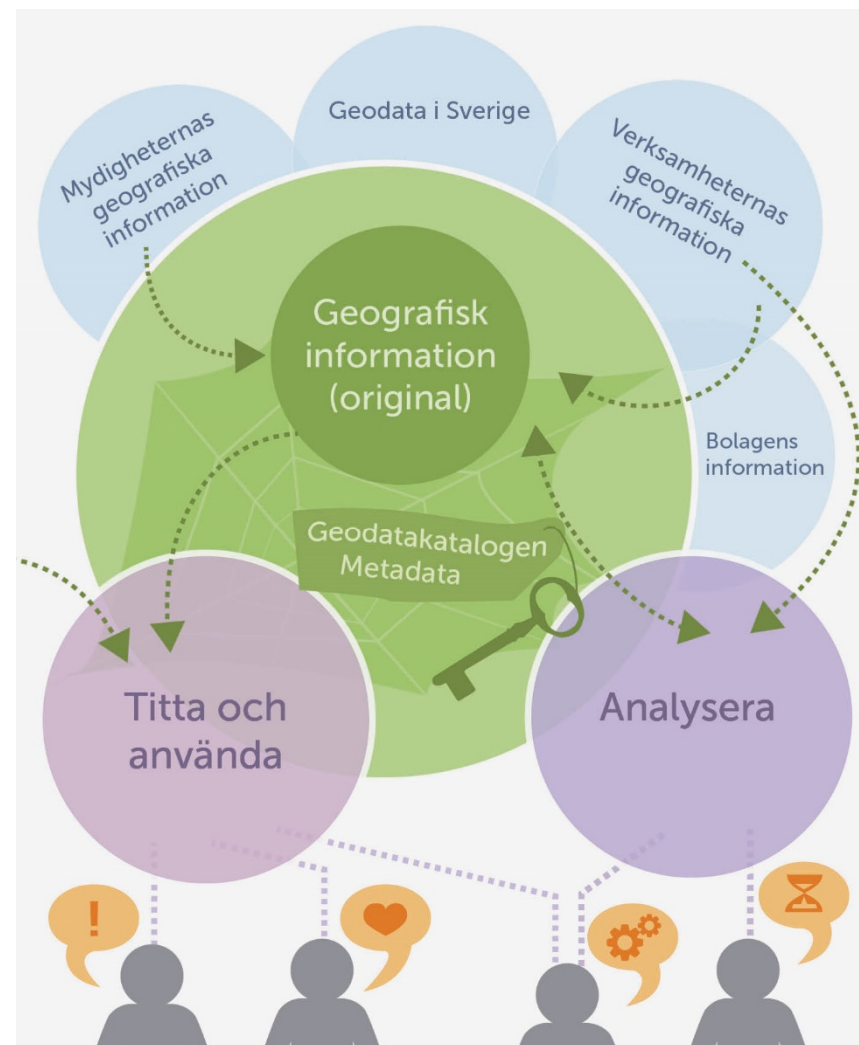 Geodata i Sverige
Mydigheternas
geografiska
information
Verksamheternas
geografiska
information
Geografisk
information
(original)
Bolagens
information
Geodatakatalogen
Metadata
Titta och
använda
Analysera
!